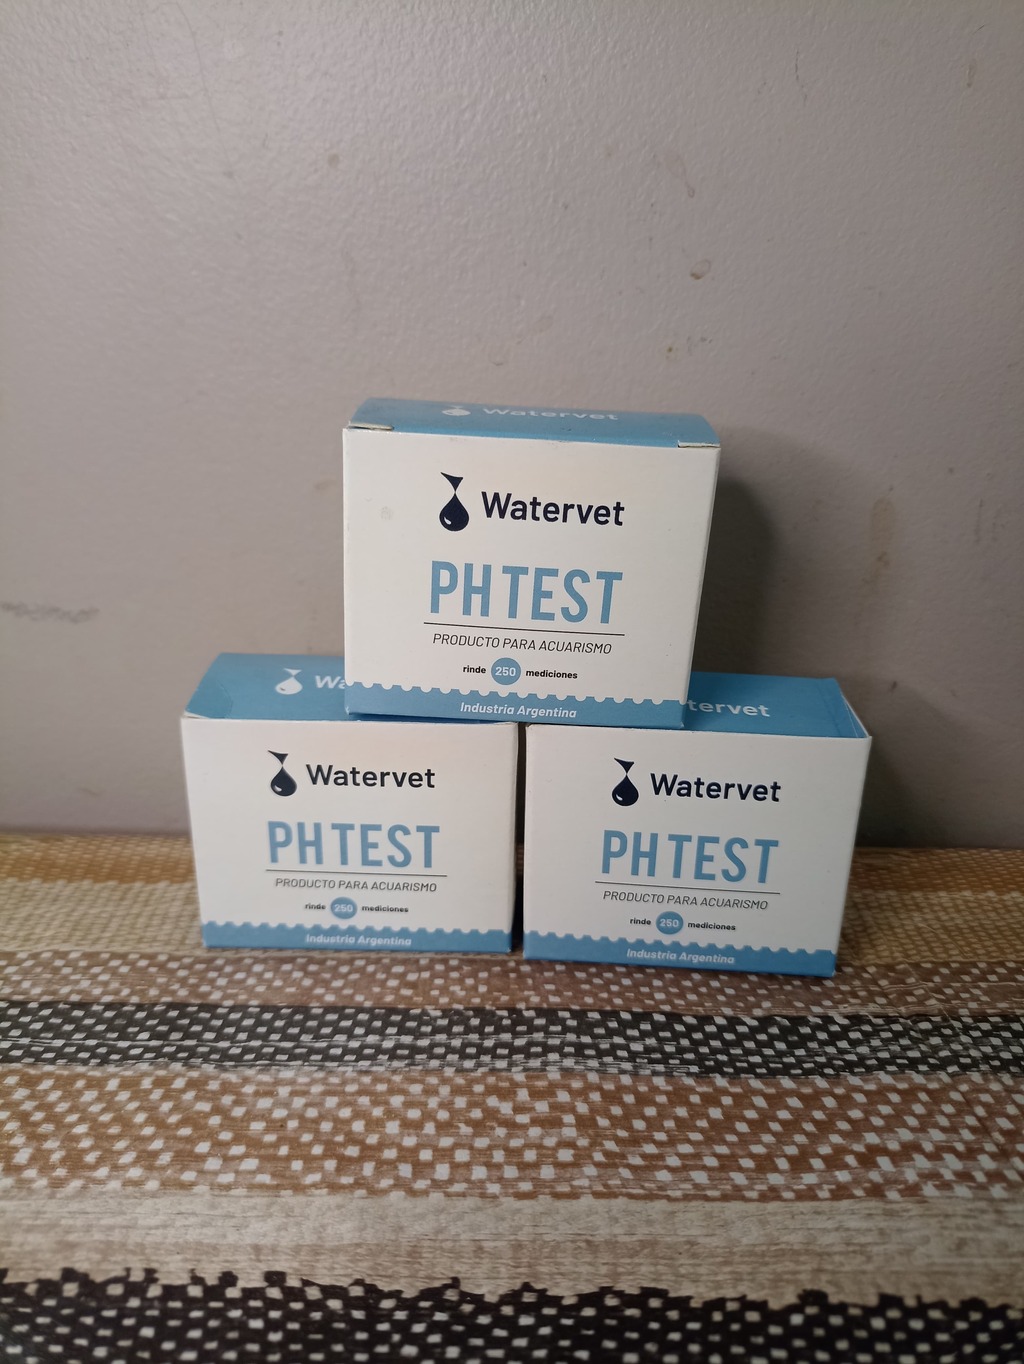 Watervet
Watervet
PH TEST
PRODUCTO PARA ACUARISMO
rinde 250 mediciones
Industria Argentina
Watervet
PH TEST
PRODUCTO PARA ACUARISMO
rinde 250 mediciones
Industria Argentina
tervet
Watervet
PH TEST
PRODUCTO PARA ACUARISMO
rinde 250 mediciones
Industria Argentina